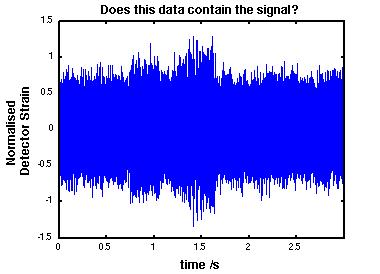 Does this data contain the signal?
1.5
1
0.5
0
-0.5
-1
-1.5
Normalised
Detector Strain
0 0.5 1 1.5 2 2.5
time /s